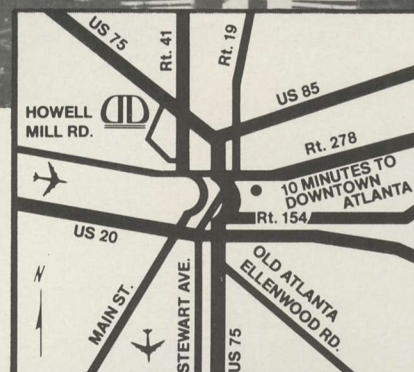 US 75
Rt. 41
Rt. 19
US 85
HOWELL
MILL RD.
Rt. 278
10 MINUTES TO
DOWNTOWN
ATLANTA
Rt. 154
US 20
OLD ATLANTA
ELLENWOOD RD.
N
MAIN ST.
STEWART AVE.
US 75